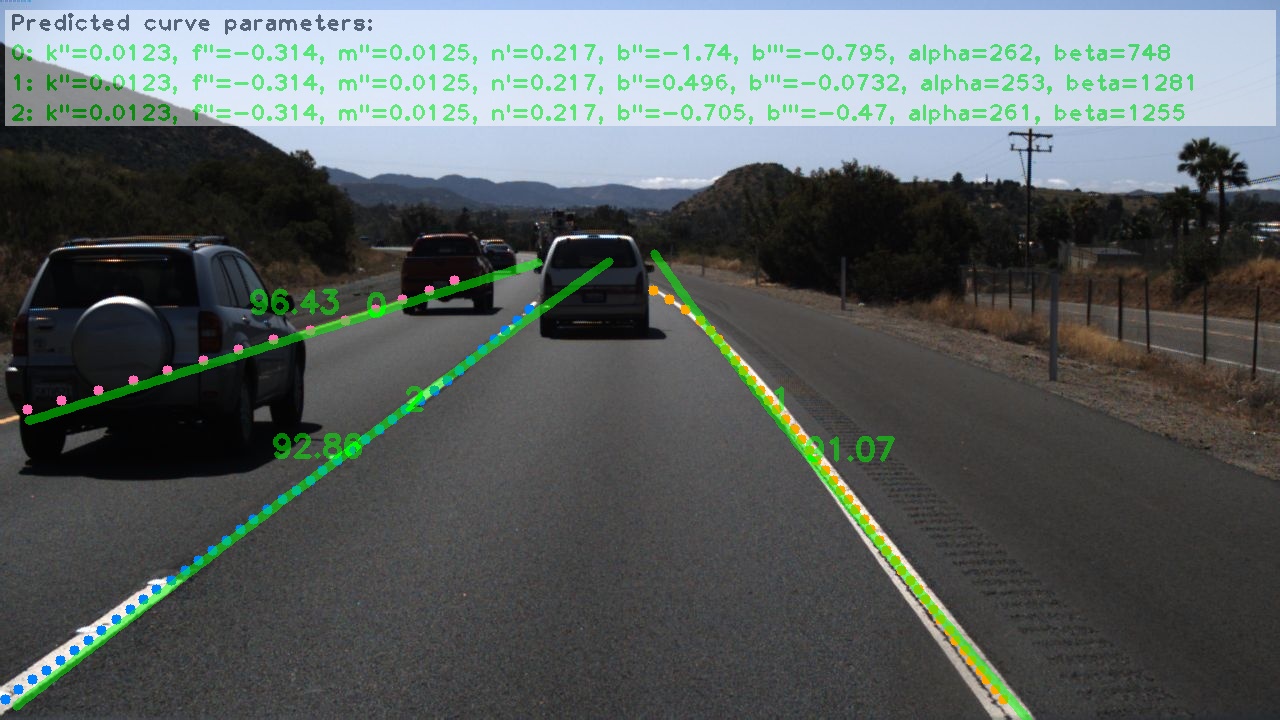 Predicted curve parameters:
0: k''=0.0123, f''=-0.314, m''=0.0125, n'=0.217, b''=-1.74, b'''=-0.795, alpha=262, beta=748
1: k''=0.0123, f''=-0.314, m''=0.0125, n'=0.217, b''=0.496, b'''=-0.0732, alpha=253, beta=1281
2: k''=0.0123, f''=-0.314, m''=0.0125, n'=0.217, b''=-0.705, b'''=-0.47, alpha=261, beta=1255
96.43 0
2 1
92.86 91.07